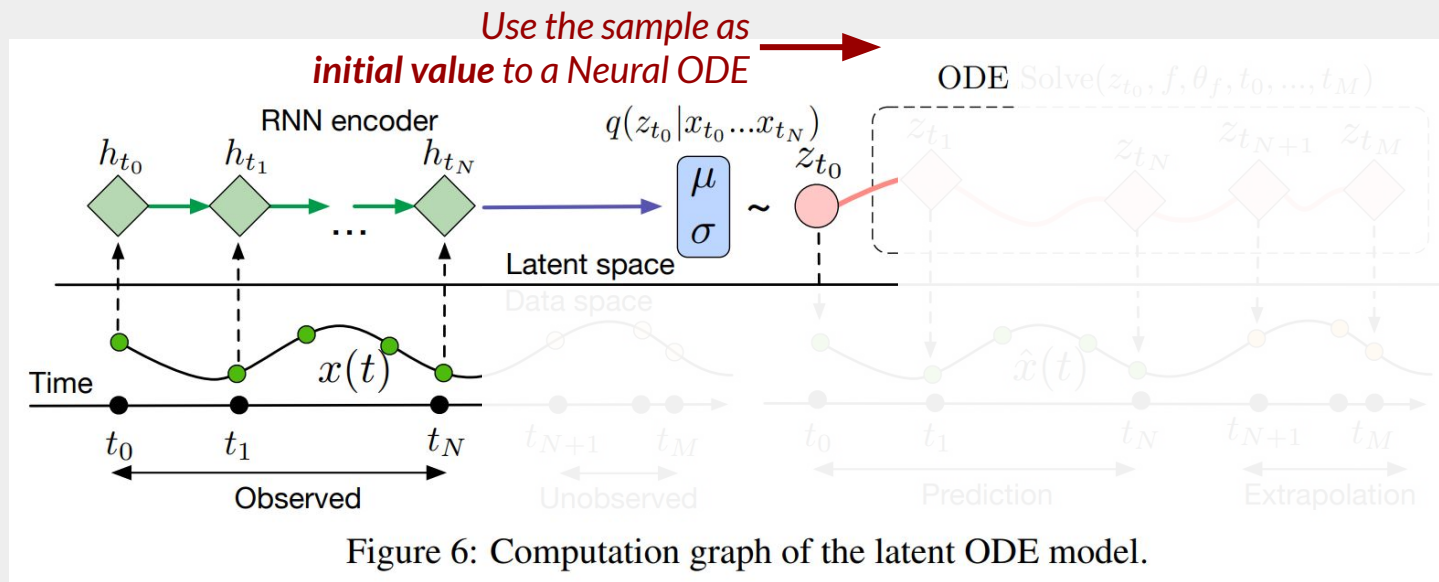 Use the sample as
initial value to a Neural ODE
ODE Solve(z_{t_0}, f, θ_f, t_0, ..., t_M)
RNN encoder
q(z_{t_0}|x_{t_0}...x_{t_N})
h_{t_0} h_{t_1} h_{t_N} z_{t_0} z_{t_1} z_{t_N} z_{t_{N+1}} z_{t_M}
μ
~
σ
...
Latent space
Data space
x(t) x̂(t)
Time
t_0 t_1 t_N t_{N+1} t_M t_0 t_1 t_N t_{N+1} t_M
Observed Unobserved Prediction Extrapolation
Figure 6: Computation graph of the latent ODE model.